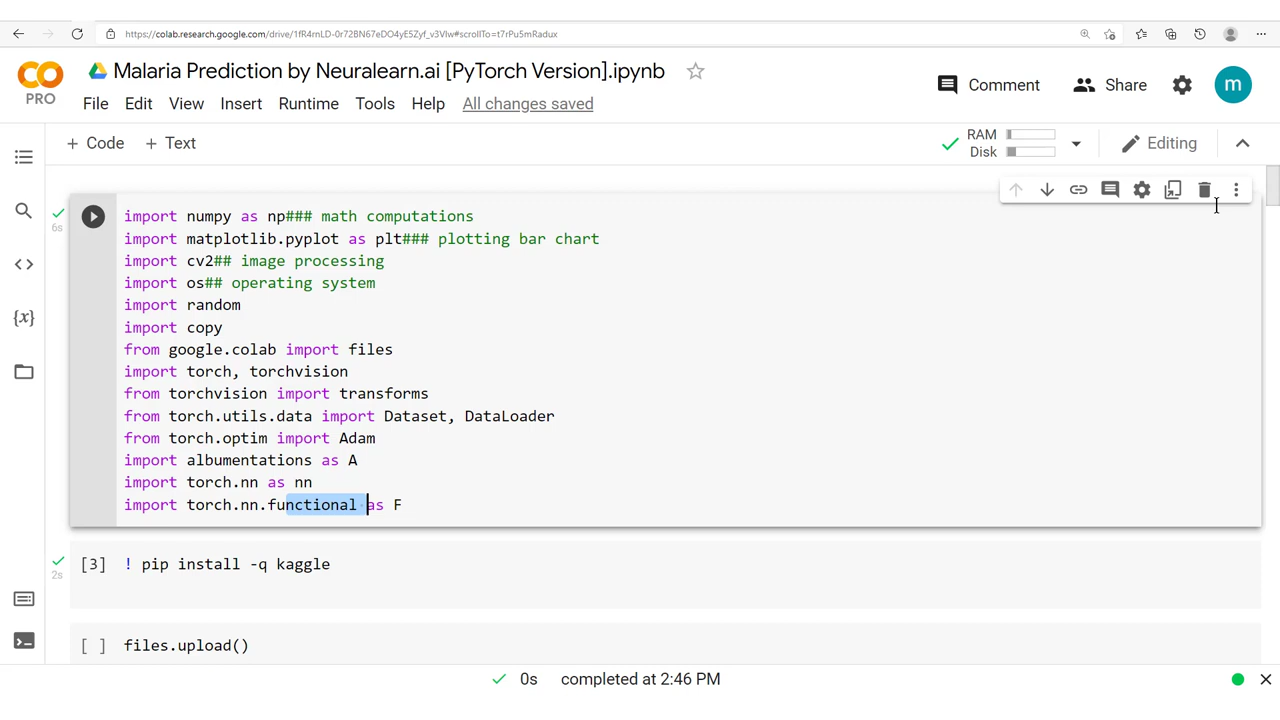 https://colab.research.google.com/drive/1fR4rnLD-0r72BN67eDO4yE5Zyf_v3Vlw#scrollTo=t7rPu5mRadux
PRO
Malaria Prediction by Neuralearn.ai [PyTorch Version].ipynb
File Edit View Insert Runtime Tools Help All changes saved
Comment Share m
+ Code + Text
RAM
Disk
Editing
6s
import numpy as np### math computations
import matplotlib.pyplot as plt### plotting bar chart
import cv2## image processing
import os## operating system
import random
import copy
from google.colab import files
import torch, torchvision
from torchvision import transforms
from torch.utils.data import Dataset, DataLoader
from torch.optim import Adam
import albumentations as A
import torch.nn as nn
import torch.nn.functional as F
{x}
2s
[3] ! pip install -q kaggle
[ ] files.upload()
0s completed at 2:46 PM